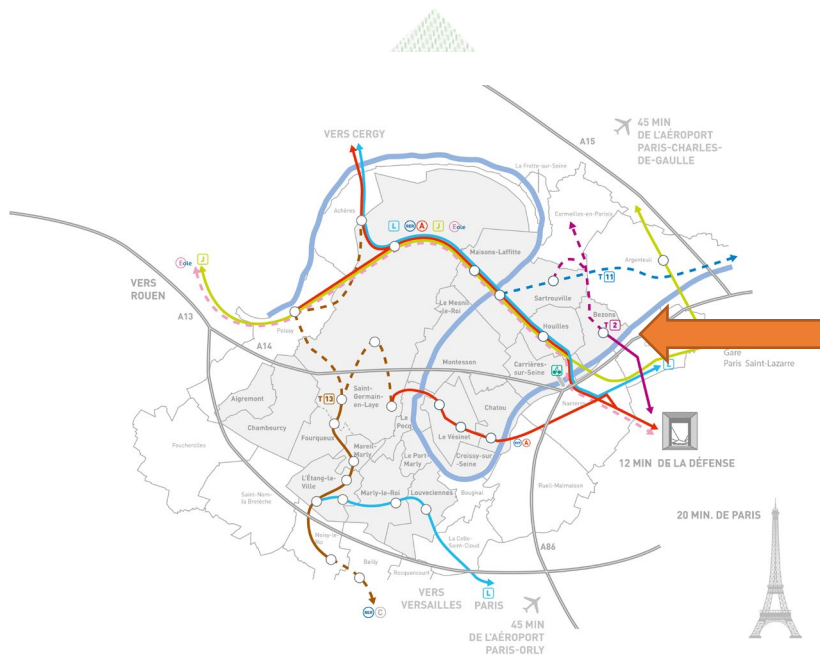 45 MIN
DE L'AÉROPORT
PARIS-CHARLES-
DE-GAULLE
A15
VERS CERGY
La Frette-sur-Seine
Achères
L RER A J Eole
Cormeilles-en-Parisis
Maisons-Laffitte
Argenteuil
Eole J
T 11
VERS
ROUEN
Sartrouville
A13
Le Mesnil-
le-Roi
Bezons
T 2
Poissy
Houilles
A14
Gare
Paris Saint-Lazarre
Montesson
Carrières-
sur-Seine
L
Saint-
Germain-
en-Laye
T 13
Nanterre
Aigremont
Chatou
Chambourcy
Le
Pecq
Fourqueux
Le Vésinet
RER A
Feucherolles
Mareil-
Marly
Croissy-sur-
Seine
12 MIN DE LA DÉFENSE
Le Port
Marly
L'Étang-la-
Ville
Rueil-Malmaison
Saint-Nom-
la Bretèche
Marly-le-Roi
Louveciennes
Bougival
20 MIN. DE PARIS
Noisy-le-
Roi
La Celle-
Saint-Cloud
A86
Bailly
Rocquencourt
VERS
VERSAILLES
L
PARIS
RER C
45 MIN
DE L'AÉROPORT
PARIS-ORLY